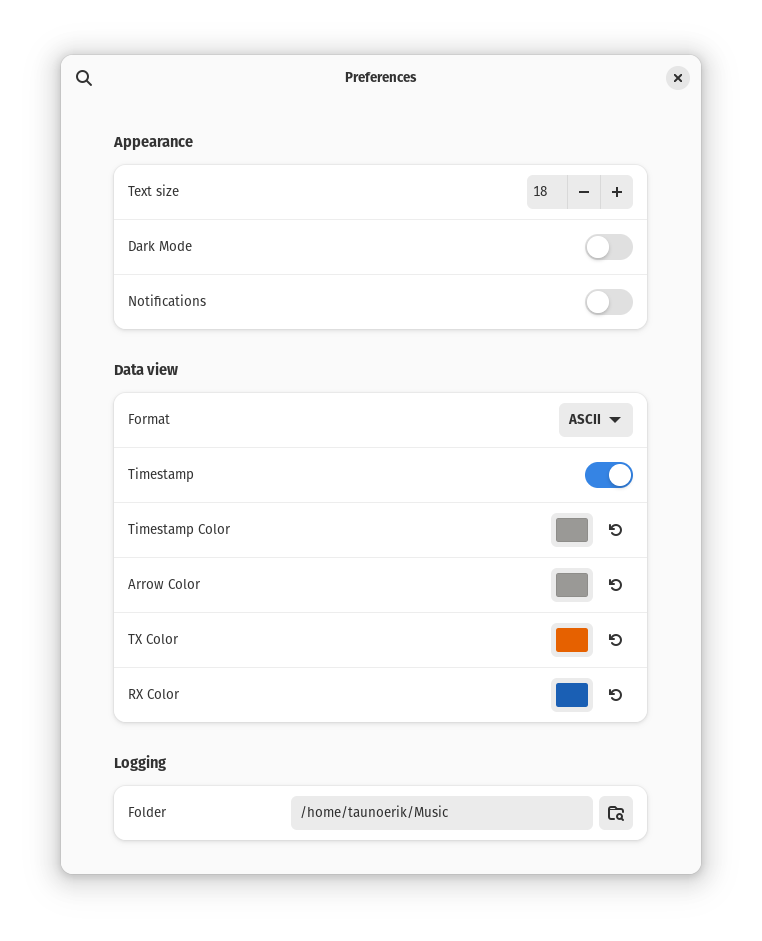 Preferences
Appearance
Text size 18
Dark Mode
Notifications
Data view
Format ASCII
Timestamp
Timestamp Color
Arrow Color
TX Color
RX Color
Logging
Folder /home/taunoerik/Music